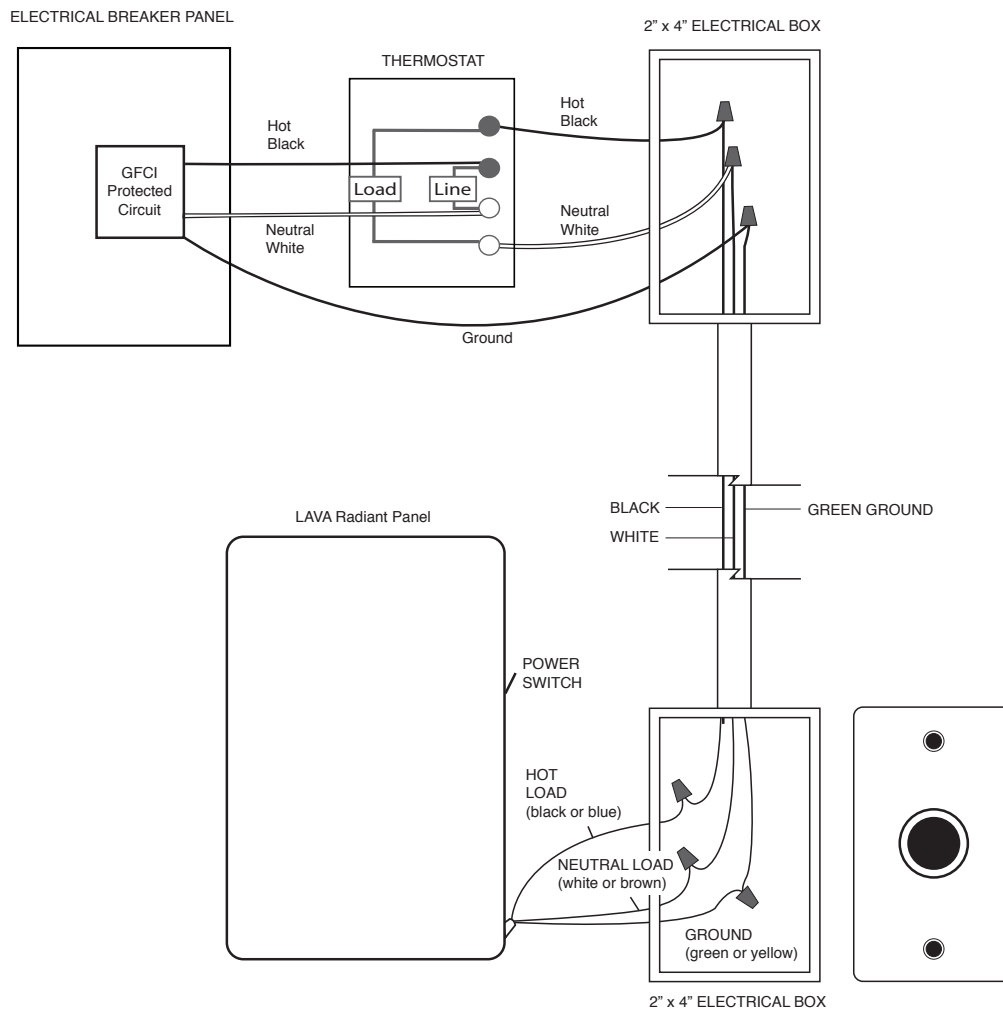 ELECTRICAL BREAKER PANEL
2” x 4” ELECTRICAL BOX
THERMOSTAT
Hot
Black
Hot
Black
GFCI
Protected
Circuit
Load
Line
Neutral
White
Neutral
White
Ground
BLACK
WHITE
GREEN GROUND
LAVA Radiant Panel
POWER
SWITCH
HOT
LOAD
(black or blue)
NEUTRAL LOAD
(white or brown)
GROUND
(green or yellow)
2” x 4” ELECTRICAL BOX